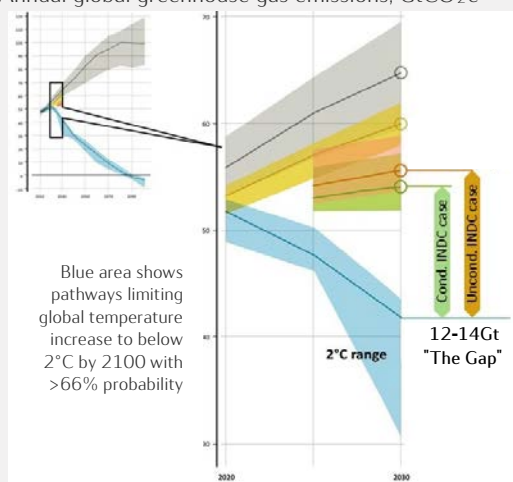 Annual global greenhouse gas emissions, GtCO2e
70
60
50
40
30
2020
2030
Blue area shows
pathways limiting
global temperature
increase to below
2°C by 2100 with
>66% probability
2°C range
Cond. INDC case
Uncond. INDC case
12-14Gt
"The Gap"